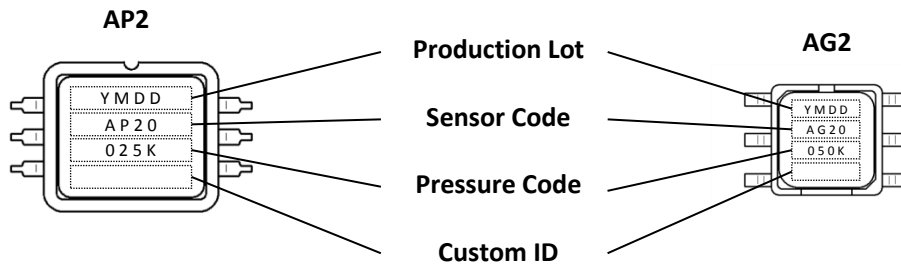 AP2
AG2
Production Lot
Sensor Code
Pressure Code
Custom ID
YMDD
AP20
025K
YMDD
AG20
050K